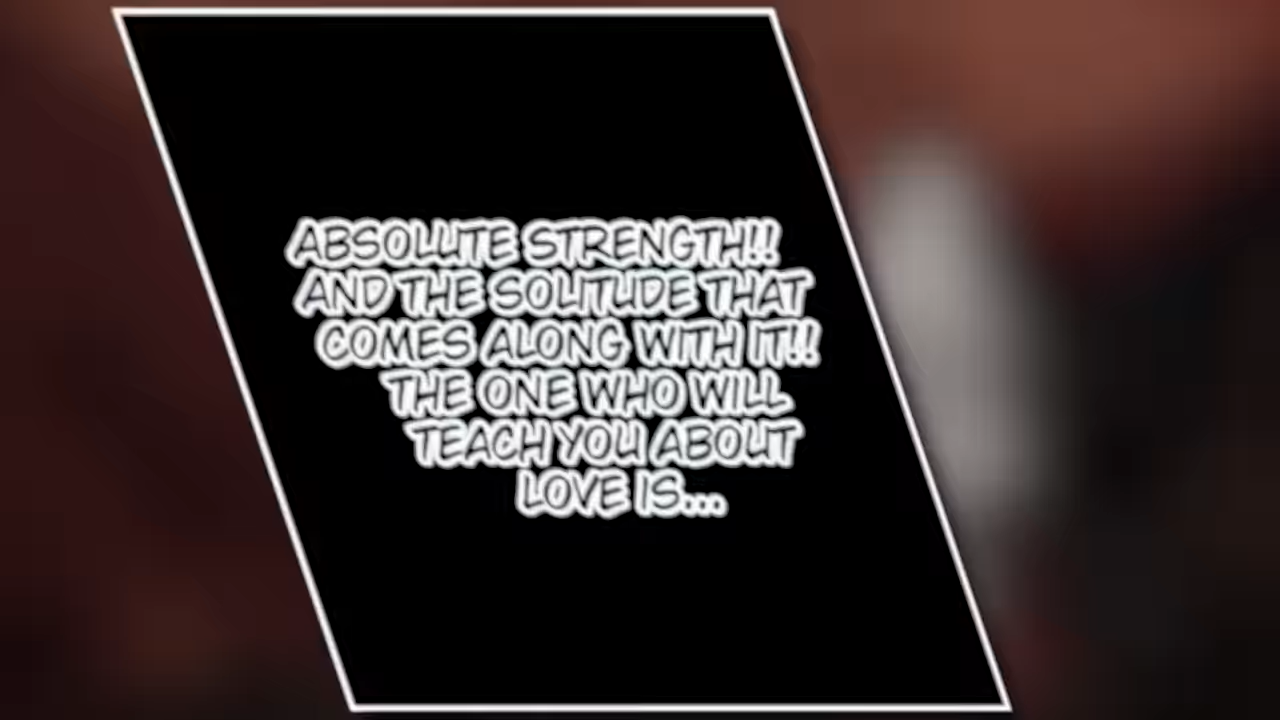 ABSOLUTE STRENGTH!!
AND THE SOLITUDE THAT
COMES ALONG WITH IT!!
THE ONE WHO WILL
TEACH YOU ABOUT
LOVE IS...